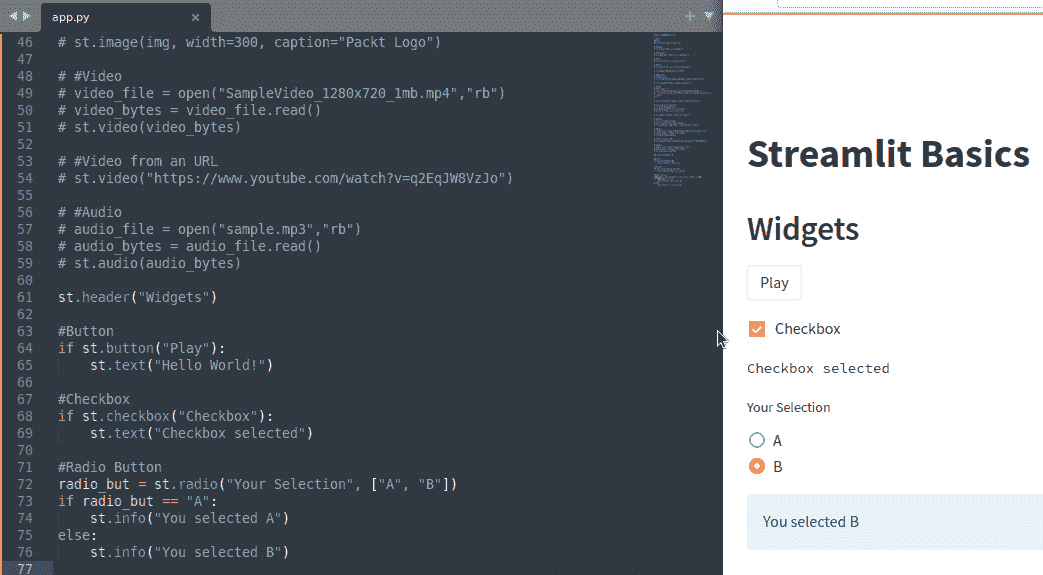 app.py
46 # st.image(img, width=300, caption="Packt Logo")
47
48 # #Video
49 # video_file = open("SampleVideo_1280x720_1mb.mp4","rb")
50 # video_bytes = video_file.read()
51 # st.video(video_bytes)
52
53 # #Video from an URL
54 # st.video("https://www.youtube.com/watch?v=q2EqJW8VzJo")
55
56 # #Audio
57 # audio_file = open("sample.mp3","rb")
58 # audio_bytes = audio_file.read()
59 # st.audio(audio_bytes)
60
61 st.header("Widgets")
62
63 #Button
64 if st.button("Play"):
65     st.text("Hello World!")
66
67 #Checkbox
68 if st.checkbox("Checkbox"):
69     st.text("Checkbox selected")
70
71 #Radio Button
72 radio_but = st.radio("Your Selection", ["A", "B"])
73 if radio_but == "A":
74     st.info("You selected A")
75 else:
76     st.info("You selected B")
77
Streamlit Basics
Widgets
Play
Checkbox
Checkbox selected
Your Selection
A
B
You selected B